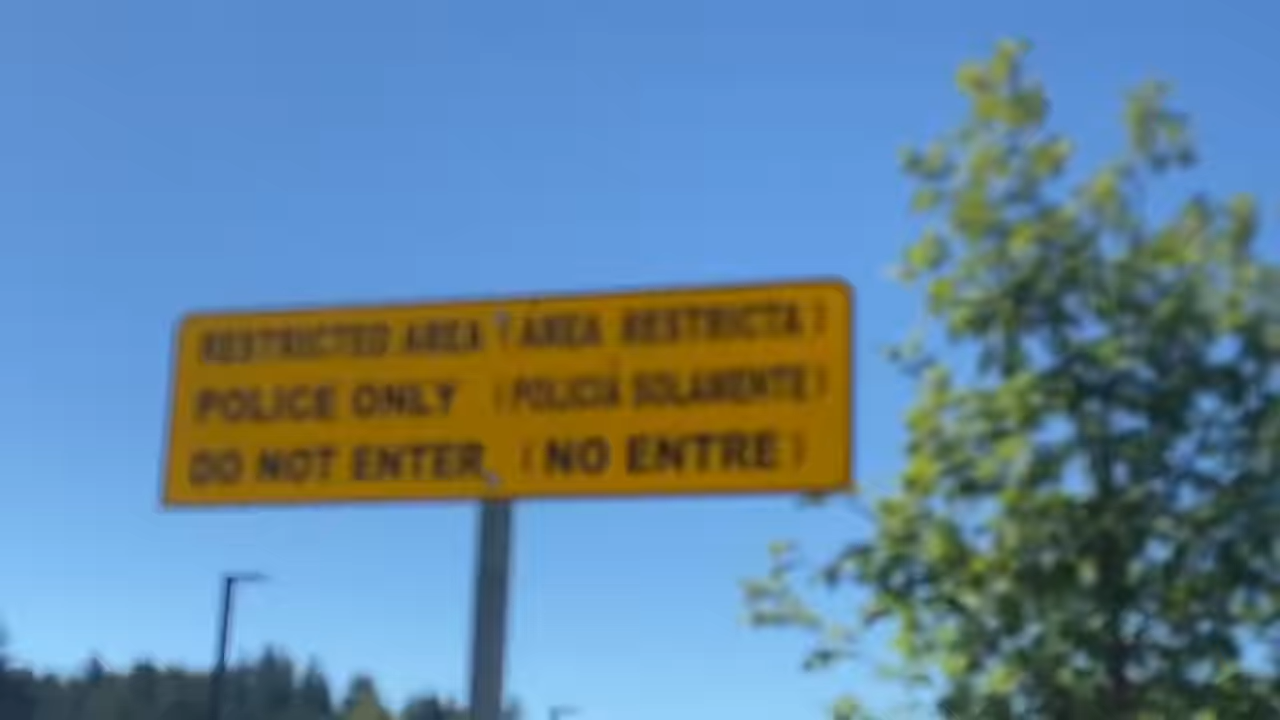 RESTRICTED AREA (AREA RESTRICTA)
POLICE ONLY (POLICIA SOLAMENTE)
DO NOT ENTER (NO ENTRE)